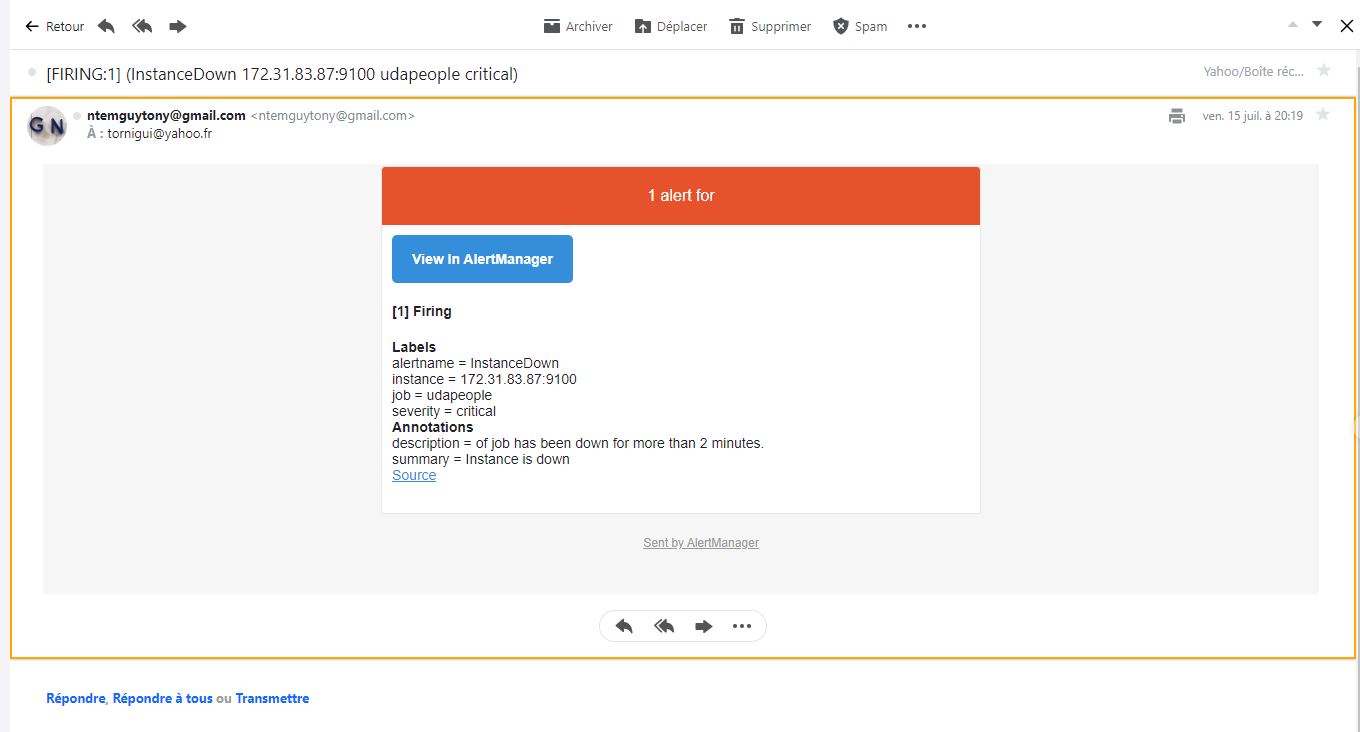 Retour
Archiver
Déplacer
Supprimer
Spam
[FIRING:1] (InstanceDown 172.31.83.87:9100 udapeople critical)
Yahoo/Boîte réc...
GN
ntemguytony@gmail.com <ntemguytony@gmail.com>
ven. 15 juil. à 20:19
À : tornigui@yahoo.fr
1 alert for
View In AlertManager
[1] Firing
Labels
alertname = InstanceDown
instance = 172.31.83.87:9100
job = udapeople
severity = critical
Annotations
description = of job has been down for more than 2 minutes.
summary = Instance is down
Source
Sent by AlertManager
Répondre, Répondre à tous ou Transmettre